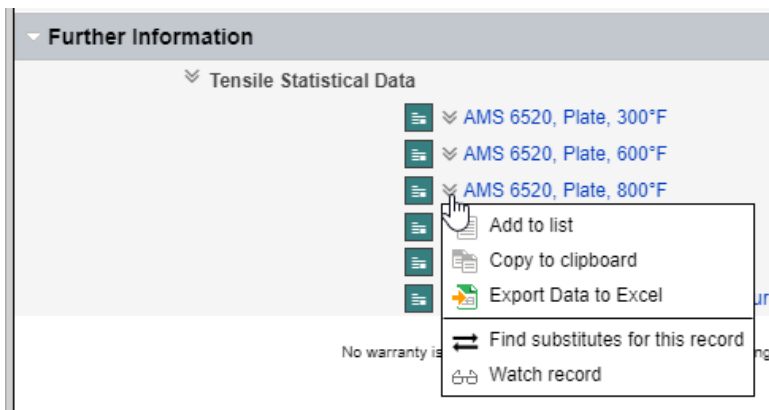 Further Information
Tensile Statistical Data
AMS 6520, Plate, 300°F
AMS 6520, Plate, 600°F
AMS 6520, Plate, 800°F
Add to list
Copy to clipboard
Export Data to Excel
Find substitutes for this record
No warranty is
Watch record